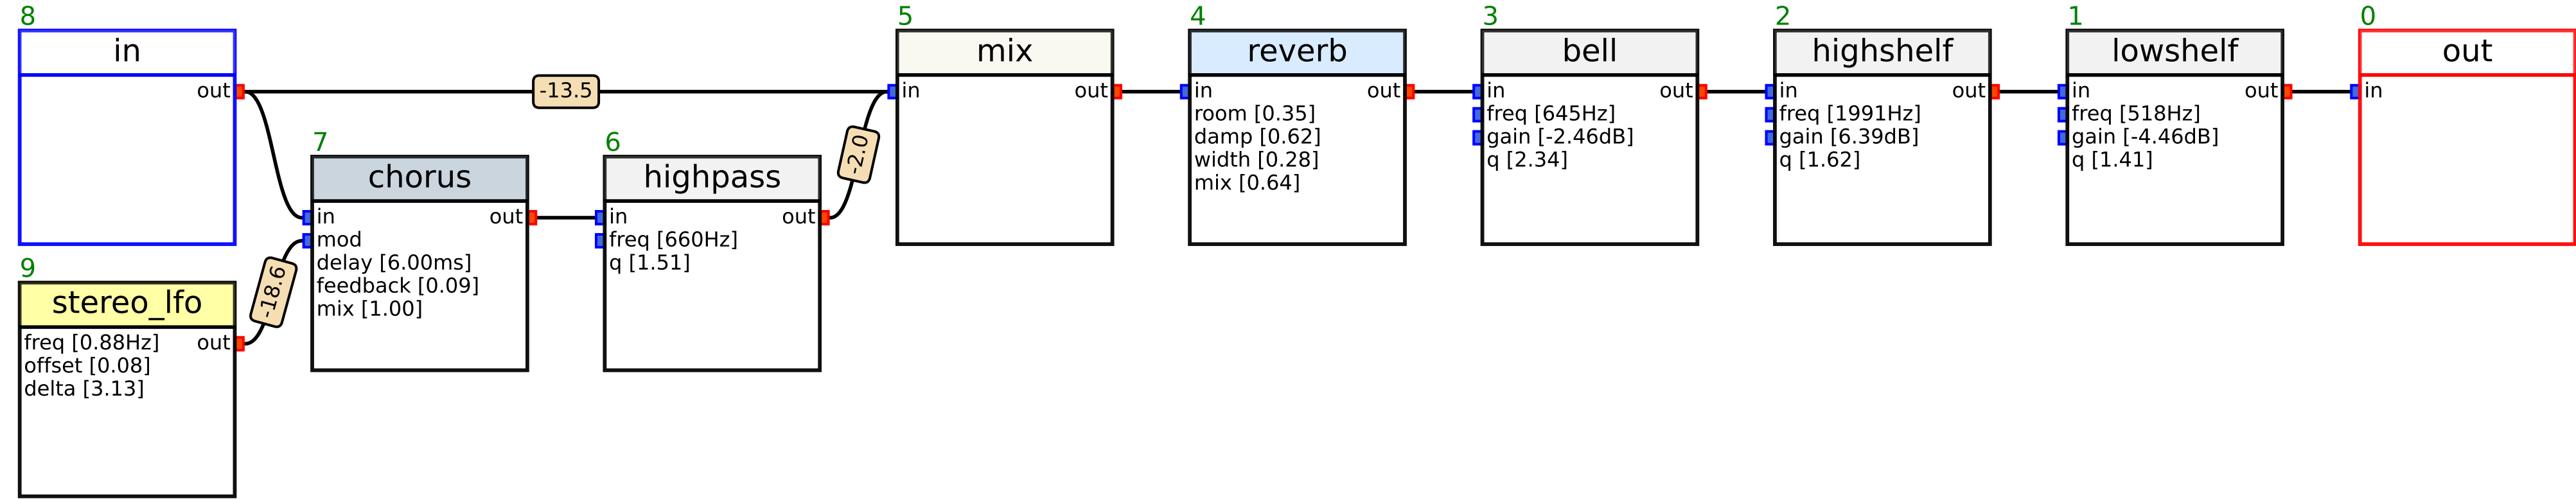 8
in
out
-13.5
9
stereo_lfo
freq [0.88Hz]
out
offset [0.08]
delta [3.13]
-18.6
7
chorus
in
out
mod
delay [6.00ms]
feedback [0.09]
mix [1.00]
6
highpass
in
out
freq [660Hz]
q [1.51]
-2.0
5
mix
in
out
4
reverb
in
out
room [0.35]
damp [0.62]
width [0.28]
mix [0.64]
3
bell
in
out
freq [645Hz]
gain [-2.46dB]
q [2.34]
2
highshelf
in
out
freq [1991Hz]
gain [6.39dB]
q [1.62]
1
lowshelf
in
out
freq [518Hz]
gain [-4.46dB]
q [1.41]
0
out
in